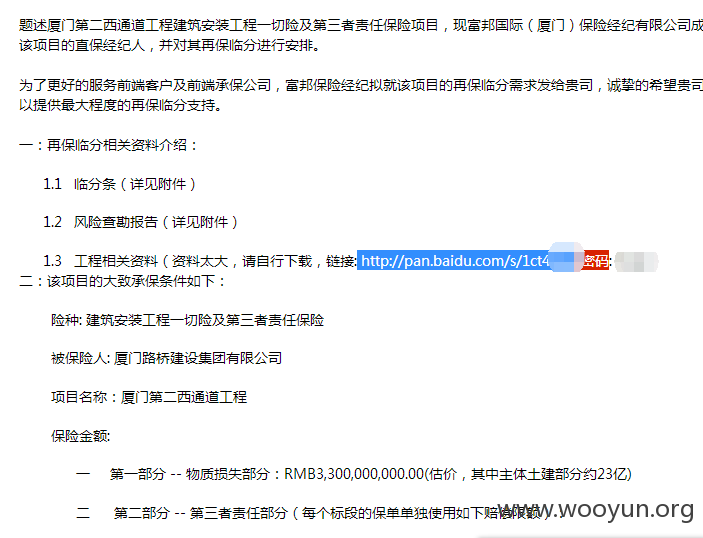 题述厦门第二西通道工程建筑安装工程一切险及第三者责任保险项目，现富邦国际（厦门）保险经纪有限公司成
该项目的直保经纪人，并对其再保临分进行安排。
为了更好的服务前端客户及前端承保公司，富邦保险经纪拟就该项目的再保临分需求发给贵司，诚挚的希望贵司
以提供最大程度的再保临分支持。
一：再保临分相关资料介绍：
1.1 临分条（详见附件）
1.2 风险查勘报告（详见附件）
1.3 工程相关资料（资料太大，请自行下载，链接: http://pan.baidu.com/s/1ct4 密码:
二：该项目的大致承保条件如下：
险种: 建筑安装工程一切险及第三者责任保险
被保险人: 厦门路桥建设集团有限公司
项目名称：厦门第二西通道工程
保险金额:
一 第一部分 -- 物质损失部分：RMB3,300,000,000.00(估价，其中主体土建部分约23亿)
二 第二部分 -- 第三者责任部分（每个标段的保单单独使用如下赔偿限额）
www.wooyun.org